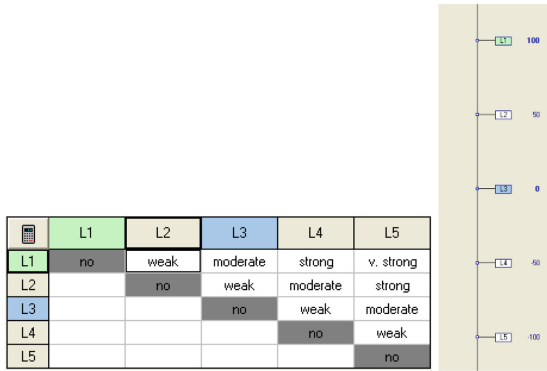 L1 100
L2 50
L3 0
L4 -50
L5 -100
L1 L2 L3 L4 L5
L1 no weak moderate strong v. strong
L2 no weak moderate strong
L3 no weak moderate
L4 no weak
L5 no